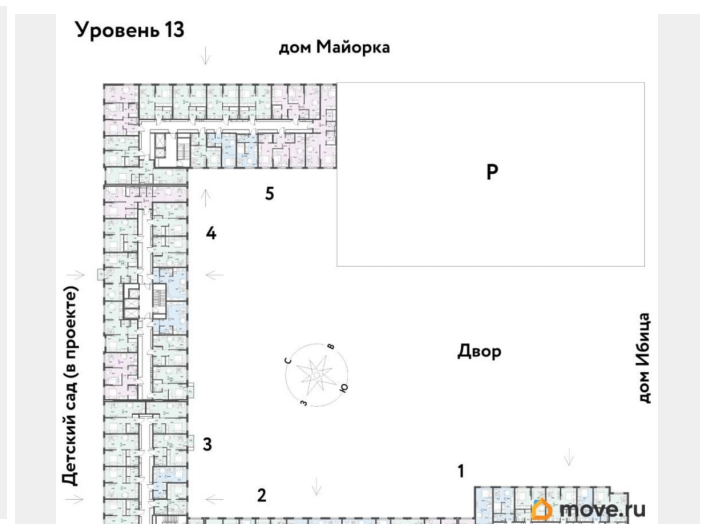 Уровень 13
дом Майорка
P
5
4
Детский сад (в проекте)
С
В
Ю
З
Двор
дом Ибица
3
2
1
move.ru